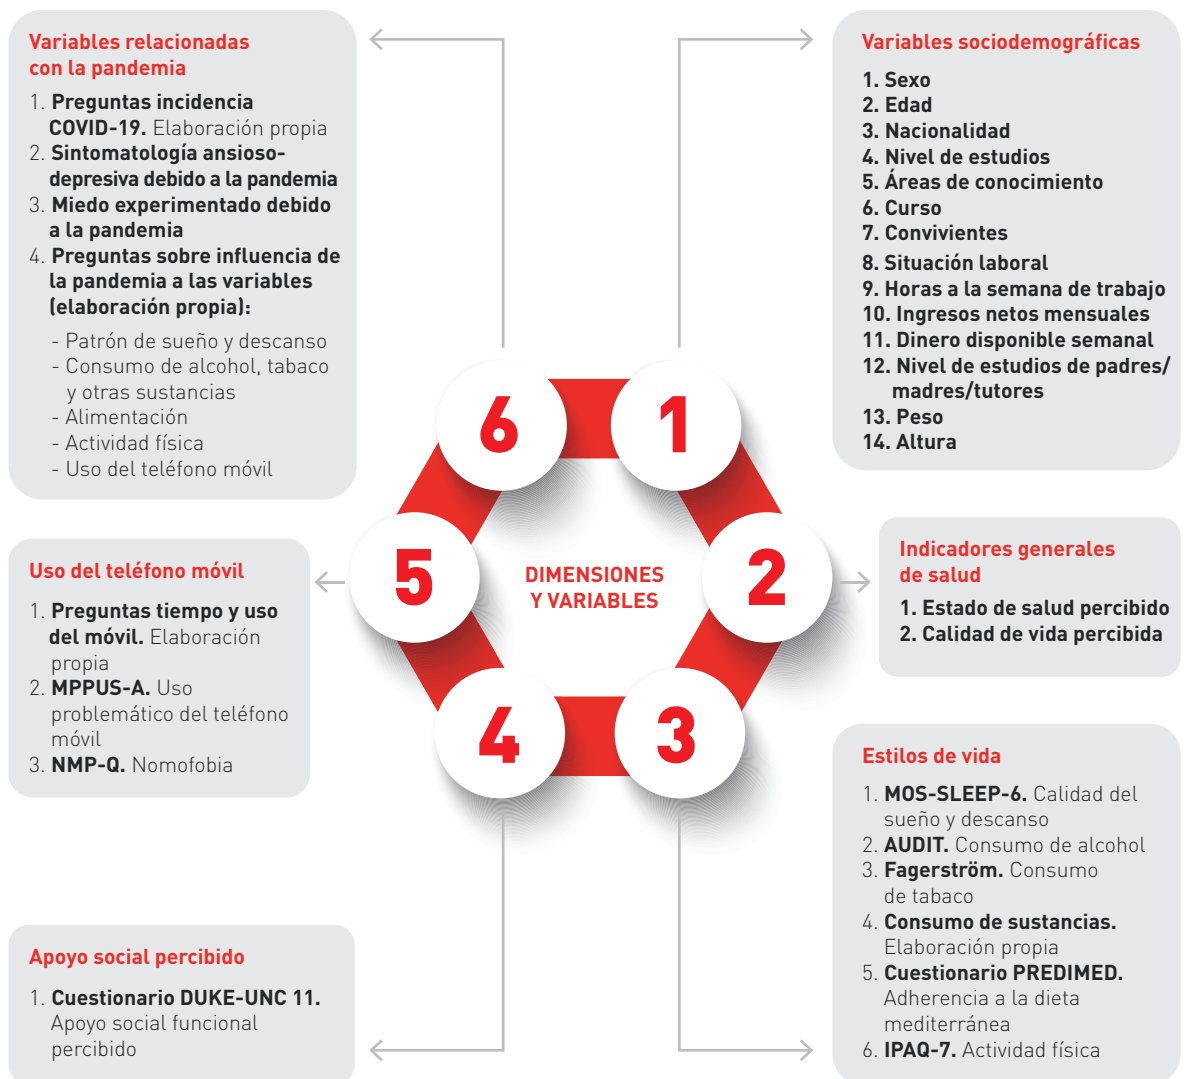 Variables relacionadas
con la pandemia
1. Preguntas incidencia
COVID-19. Elaboración propia
2. Sintomatología ansioso-
depresiva debido a la pandemia
3. Miedo experimentado debido
a la pandemia
4. Preguntas sobre influencia de
la pandemia a las variables
(elaboración propia):
- Patrón de sueño y descanso
- Consumo de alcohol, tabaco
y otras sustancias
- Alimentación
- Actividad física
- Uso del teléfono móvil
Variables sociodemográficas
1. Sexo
2. Edad
3. Nacionalidad
4. Nivel de estudios
5. Áreas de conocimiento
6. Curso
7. Convivientes
8. Situación laboral
9. Horas a la semana de trabajo
10. Ingresos netos mensuales
11. Dinero disponible semanal
12. Nivel de estudios de padres/
madres/tutores
13. Peso
14. Altura
6
1
5
DIMENSIONES
Y VARIABLES
2
4
3
Uso del teléfono móvil
1. Preguntas tiempo y uso
del móvil. Elaboración
propia
2. MPPUS-A. Uso
problemático del teléfono
móvil
3. NMP-Q. Nomofobia
Indicadores generales
de salud
1. Estado de salud percibido
2. Calidad de vida percibida
Apoyo social percibido
1. Cuestionario DUKE-UNC 11.
Apoyo social funcional
percibido
Estilos de vida
1. MOS-SLEEP-6. Calidad del
sueño y descanso
2. AUDIT. Consumo de alcohol
3. Fagerström. Consumo
de tabaco
4. Consumo de sustancias.
Elaboración propia
5. Cuestionario PREDIMED.
Adherencia a la dieta
mediterránea
6. IPAQ-7. Actividad física